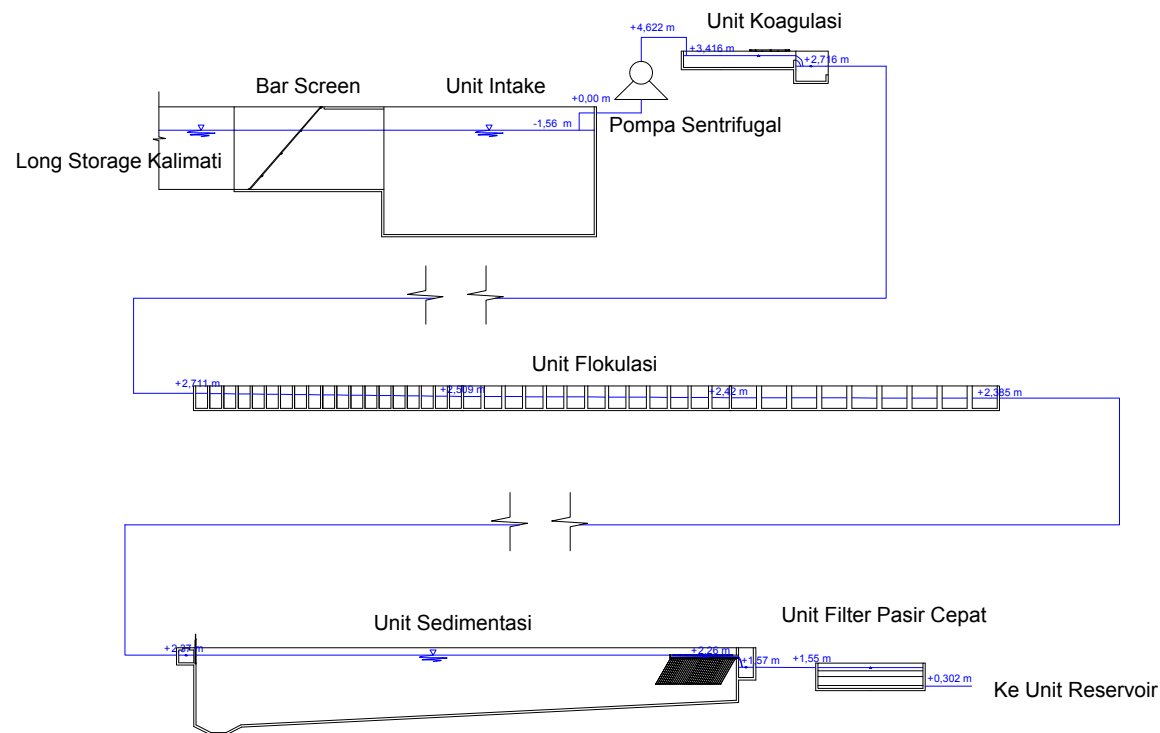 Unit Koagulasi
+4,622 m
+3,416 m
+2,716 m
Bar Screen
Unit Intake
+0,00 m
-1,56 m
Pompa Sentrifugal
Long Storage Kalimati
Unit Flokulasi
+2,711 m
+2,509 m
+2,42 m
+2,385 m
Unit Filter Pasir Cepat
Unit Sedimentasi
+2,37 m
+2,26 m
+1,57 m
+1,55 m
+0,302 m
Ke Unit Reservoir